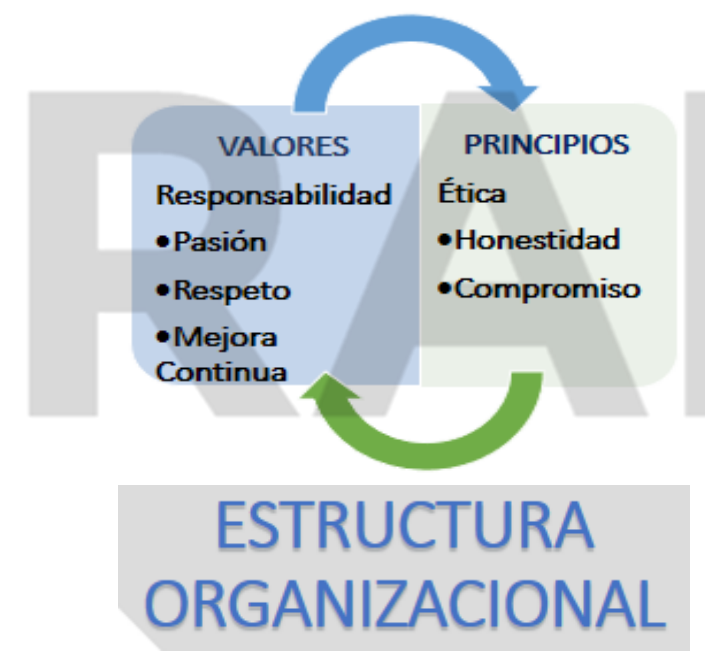 VALORES
Responsabilidad
•Pasión
•Respeto
•Mejora
Continua
PRINCIPIOS
Ética
•Honestidad
•Compromiso
ESTRUCTURA
ORGANIZACIONAL